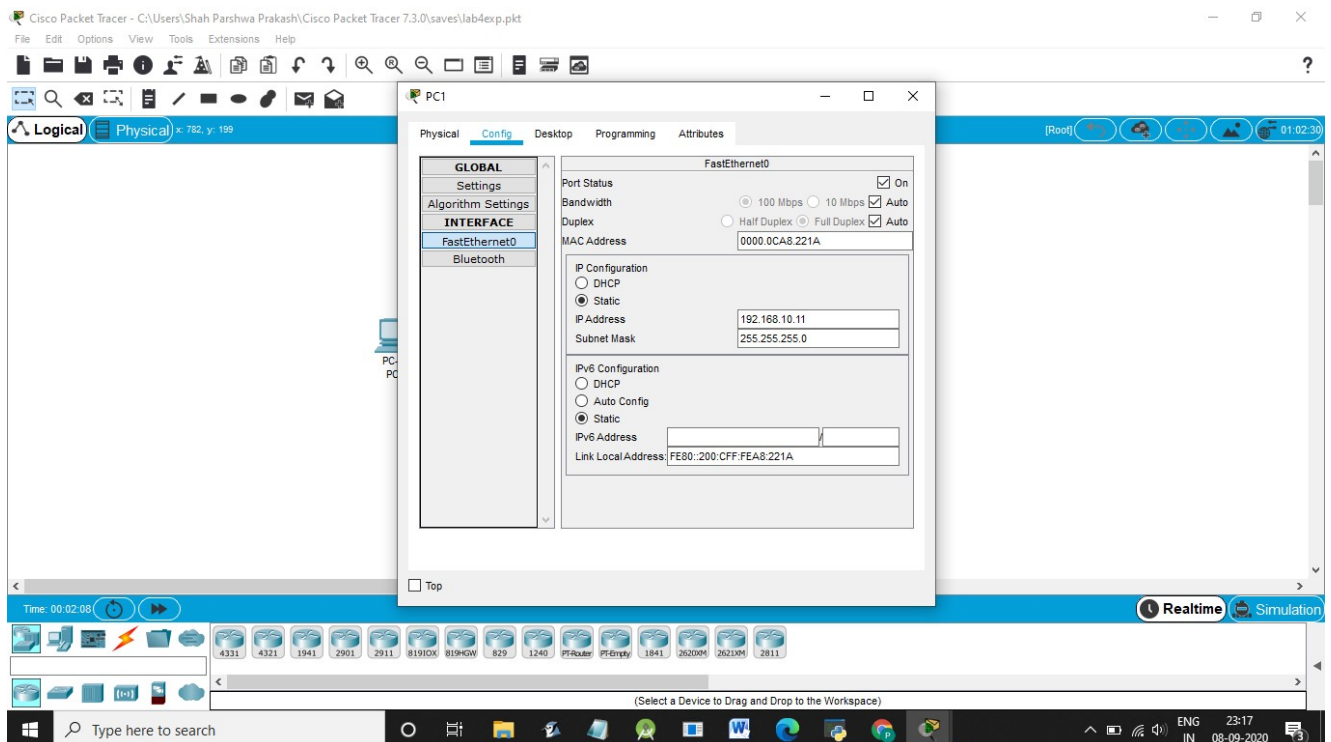 Cisco Packet Tracer - C:\Users\Shah Parshwa Prakash\Cisco Packet Tracer 7.3.0\saves\lab4exp.pkt
File Edit Options View Tools Extensions Help
?
PC1
Logical Physical x: 782, y: 199
[Root] 01:02:30
Physical Config Desktop Programming Attributes
GLOBAL
Settings
Algorithm Settings
INTERFACE
FastEthernet0
Bluetooth
FastEthernet0
Port Status On
Bandwidth 100 Mbps 10 Mbps Auto
Duplex Half Duplex Full Duplex Auto
MAC Address 0000.0CA8.221A
IP Configuration
DHCP
Static
IP Address 192.168.10.11
Subnet Mask 255.255.255.0
IPv6 Configuration
DHCP
Auto Config
Static
IPv6 Address /
Link Local Address: FE80::200:CFF:FEA8:221A
PC-
PC
Top
Time: 00:02:08
Realtime Simulation
4331 4321 1941 2901 2911 819IOX 819HGW 829 1240 PT-Router PT-Empty 1841 2620XM 2621XM 2811
(Select a Device to Drag and Drop to the Workspace)
Type here to search
ENG
IN
23:17
08-09-2020
3